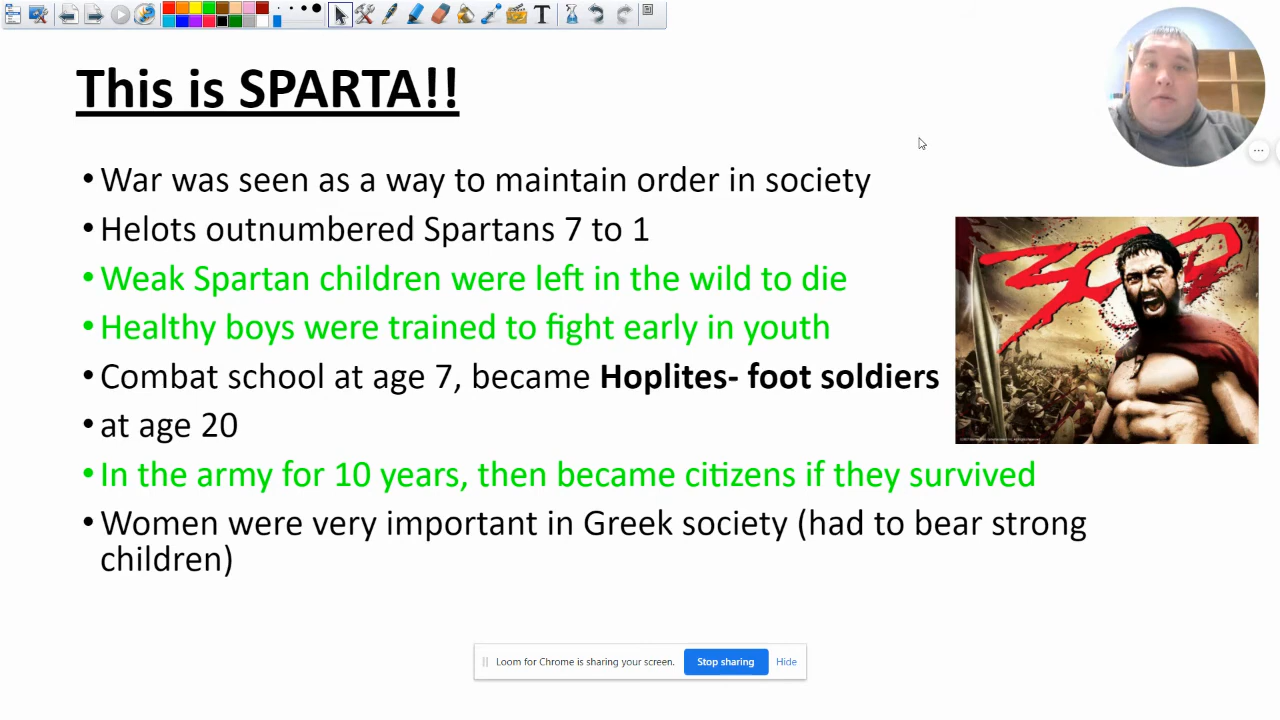 This is SPARTA!!
• War was seen as a way to maintain order in society
• Helots outnumbered Spartans 7 to 1
• Weak Spartan children were left in the wild to die
• Healthy boys were trained to fight early in youth
• Combat school at age 7, became Hoplites- foot soldiers
• at age 20
• In the army for 10 years, then became citizens if they survived
• Women were very important in Greek society (had to bear strong
children)
300
Loom for Chrome is sharing your screen. Stop sharing Hide